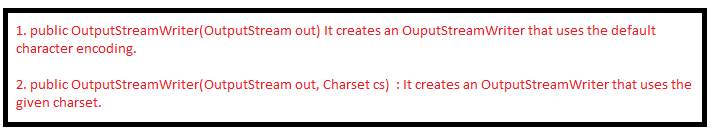 1. public OutputStreamWriter(OutputStream out) It creates an OuputStreamWriter that uses the default
character encoding.
2. public OutputStreamWriter(OutputStream out, Charset cs)  : It creates an OutputStreamWriter that uses the
given charset.